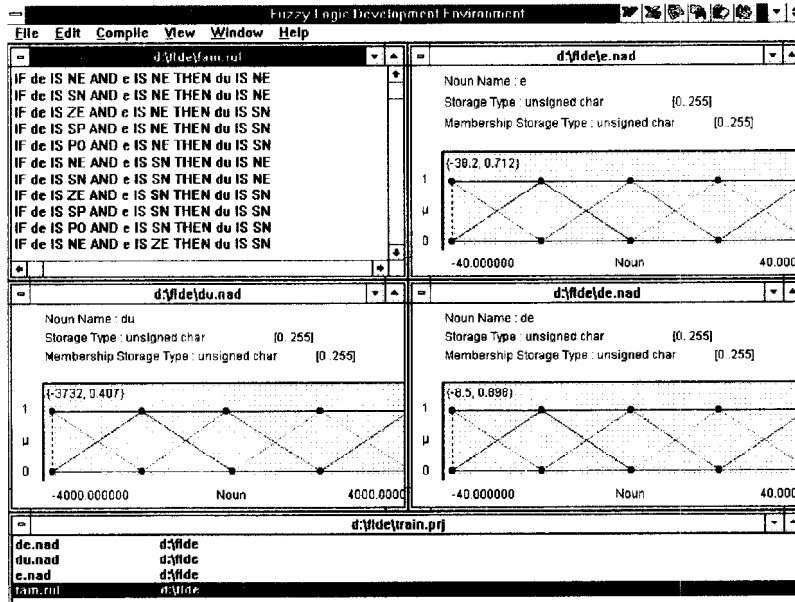 Fuzzy Logic Development Environment
File Edit Compile View Window Help
d:\flde\fam.rul
IF de IS NE AND e IS NE THEN du IS NE
IF de IS SN AND e IS NE THEN du IS NE
IF de IS ZE AND e IS NE THEN du IS SN
IF de IS SP AND e IS NE THEN du IS SN
IF de IS PO AND e IS NE THEN du IS SN
IF de IS NE AND e IS SN THEN du IS NE
IF de IS SN AND e IS SN THEN du IS NE
IF de IS ZE AND e IS SN THEN du IS SN
IF de IS SP AND e IS SN THEN du IS SN
IF de IS PO AND e IS SN THEN du IS SN
IF de IS NE AND e IS ZE THEN du IS SN
d:\flde\e.nad
Noun Name : e
Storage Type : unsigned char [0..255]
Membership Storage Type : unsigned char [0..255]
{-38.2, 0.712}
1
µ
0
-40.000000 Noun 40.000
d:\flde\du.nad
Noun Name : du
Storage Type : unsigned char [0..255]
Membership Storage Type : unsigned char [0..255]
{-3732, 0.407}
1
µ
0
-4000.000000 Noun 4000.0000
d:\flde\de.nad
Noun Name : de
Storage Type : unsigned char [0..255]
Membership Storage Type : unsigned char [0..255]
{-8.5, 0.898}
1
µ
0
-40.000000 Noun 40.000
d:\flde\train.prj
de.nad d:\flde
du.nad d:\flde
e.nad d:\flde
fam.rul d:\flde